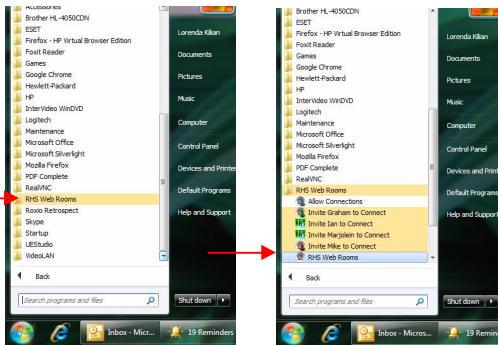 Accessories
Brother HL-4050CDN
ESET
Firefox - HP Virtual Browser Edition
Foxit Reader
Games
Google Chrome
Hewlett-Packard
HP
InterVideo WinDVD
Logitech
Maintenance
Microsoft Office
Microsoft Silverlight
Mozilla Firefox
PDF Complete
RealVNC
RHS Web Rooms
Roxio Retrospect
Skype
Startup
UEStudio
VideoLAN
Back
Search programs and files
Lorenda Kilian
Documents
Pictures
Music
Computer
Control Panel
Devices and Printer
Default Programs
Help and Support
Shut down
Inbox - Micr...
19 Reminders
Brother HL-4050CDN
ESET
Firefox - HP Virtual Browser Edition
Foxit Reader
Games
Google Chrome
Hewlett-Packard
HP
InterVideo WinDVD
Logitech
Maintenance
Microsoft Office
Microsoft Silverlight
Mozilla Firefox
PDF Complete
RealVNC
RHS Web Rooms
Allow Connections
Invite Graham to Connect
Invite Ian to Connect
Invite Marjolein to Connect
Invite Mike to Connect
RHS Web Rooms
Back
Search programs and files
Lorenda Kilian
Documents
Pictures
Music
Computer
Control Panel
Devices and Print
Default Programs
Help and Support
Shut down
Inbox - Micros...
19 Remin